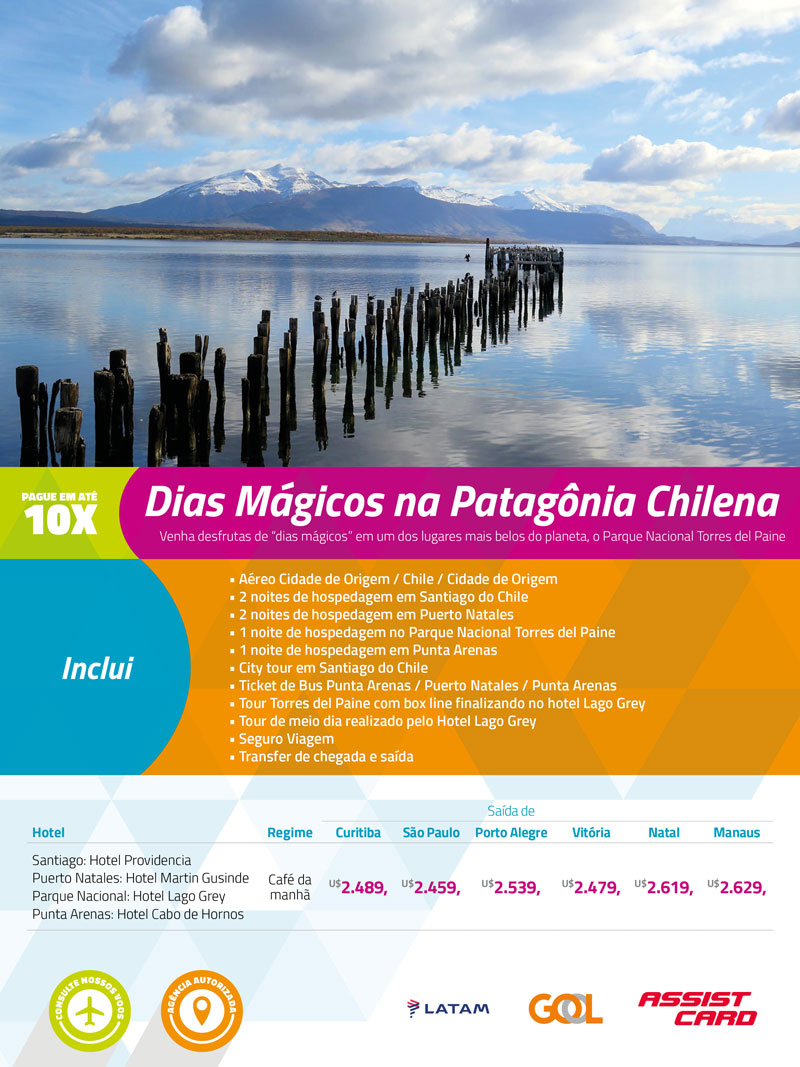 PAGUE EM ATÉ
10X
Dias Mágicos na Patagônia Chilena
Venha desfrutas de “dias mágicos” em um dos lugares mais belos do planeta, o Parque Nacional Torres del Paine
Inclui
• Aéreo Cidade de Origem / Chile / Cidade de Origem
• 2 noites de hospedagem em Santiago do Chile
• 2 noites de hospedagem em Puerto Natales
• 1 noite de hospedagem no Parque Nacional Torres del Paine
• 1 noite de hospedagem em Punta Arenas
• City tour em Santiago do Chile
• Ticket de Bus Punta Arenas / Puerto Natales / Punta Arenas
• Tour Torres del Paine com box line finalizando no hotel Lago Grey
• Tour de meio dia realizado pelo Hotel Lago Grey
• Seguro Viagem
• Transfer de chegada e saída
Saída de
Hotel Regime Curitiba São Paulo Porto Alegre Vitória Natal Manaus
Santiago: Hotel Providencia
Puerto Natales: Hotel Martin Gusinde
Parque Nacional: Hotel Lago Grey
Punta Arenas: Hotel Cabo de Hornos
Café da
manhã
U$2.489, U$2.459, U$2.539, U$2.479, U$2.619, U$2.629,
CONSULTE NOSSOS VOOS
AGÊNCIA AUTORIZADA
LATAM
GOL
ASSIST
CARD